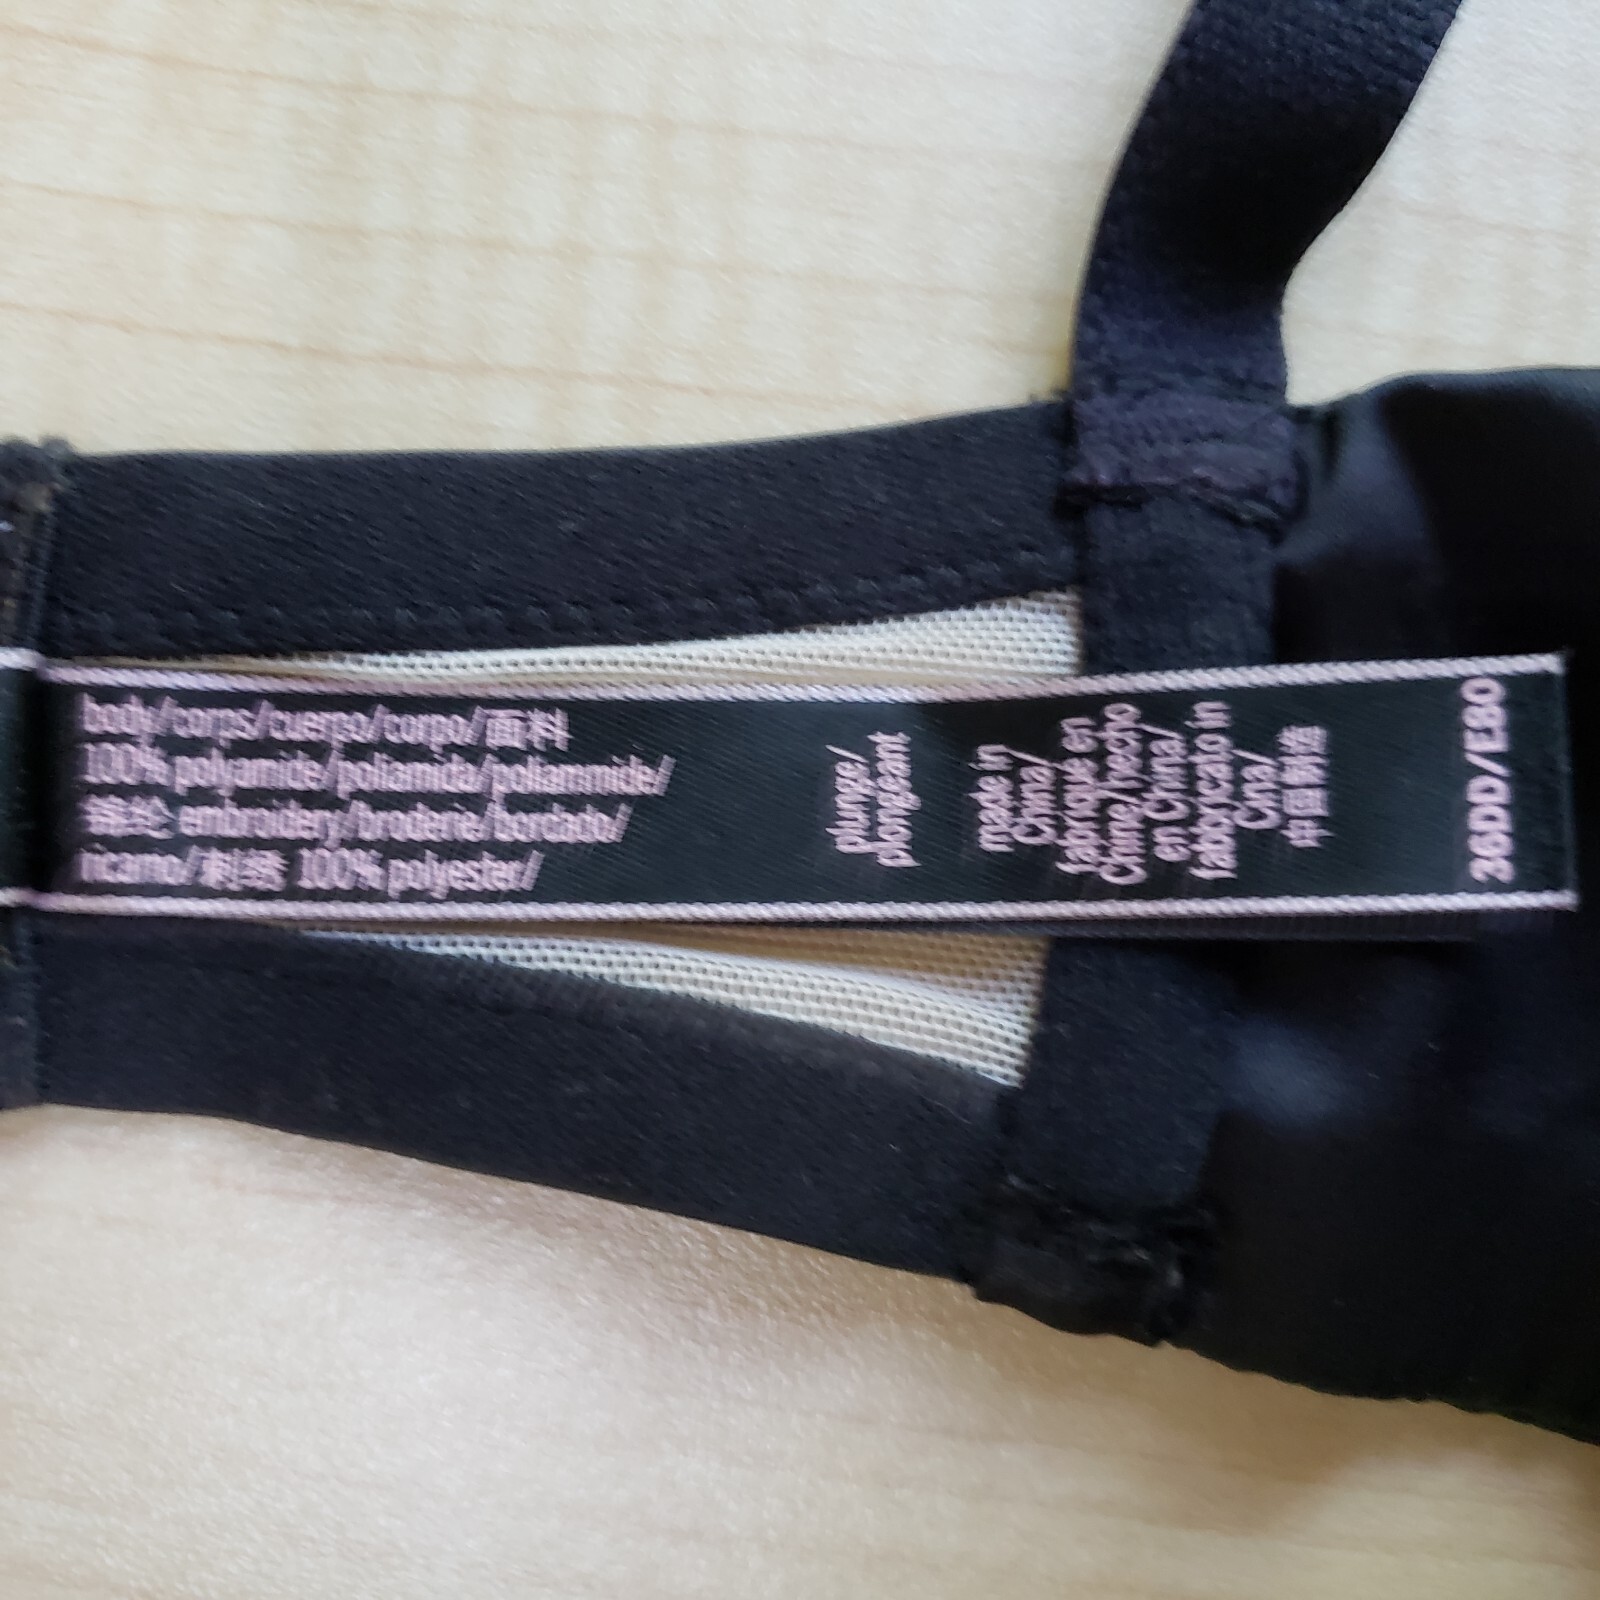 body/corps/cuerpo/corpo/面料
100% polyamide/poliamida/poliammide/
锦纶 embroidery/broderie/bordado/
ricamo/刺绣 100% polyester/
plunge/
plongeant
made in
China/
fabriqué en
Chine/hecho
en China/
fabbricato in
Cina/
中国制造
36DD/E80